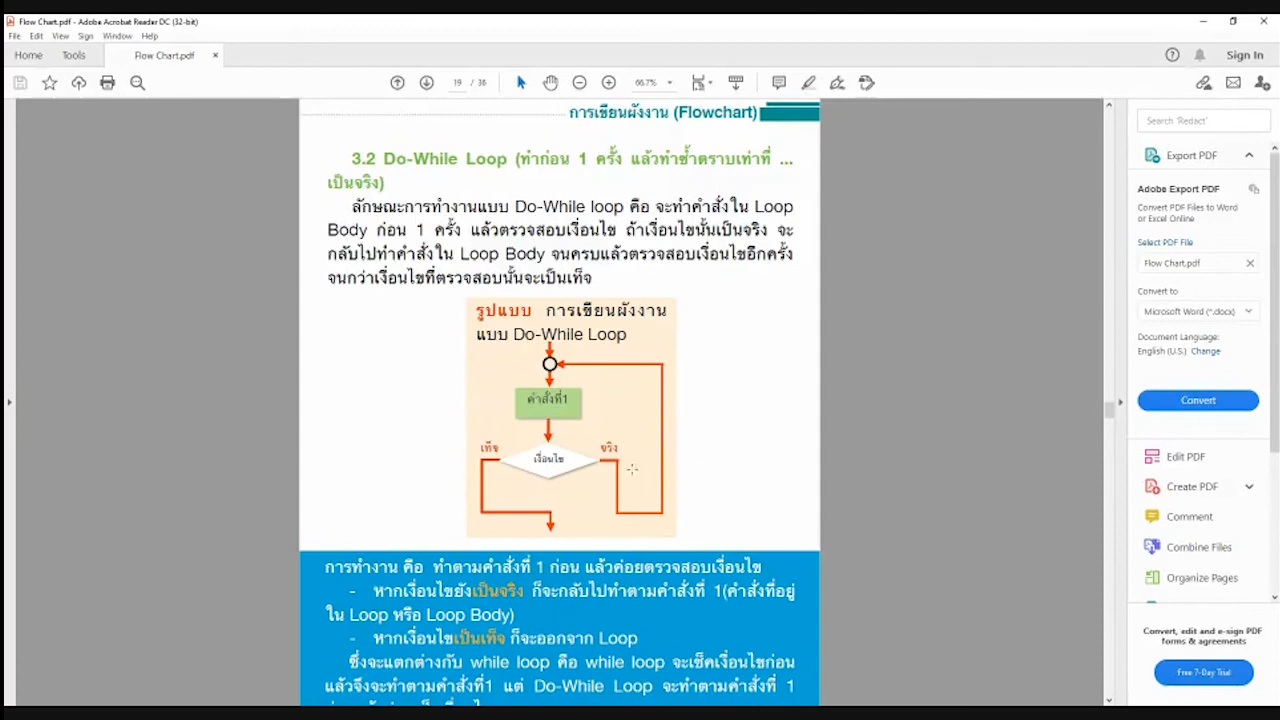 Flow Chart.pdf - Adobe Acrobat Reader DC (32-bit)
File Edit View Sign Window Help
Home Tools Flow Chart.pdf × Sign In
19 / 36 66.7%
การเขียนผังงาน (Flowchart)
3.2 Do-While Loop (ทำก่อน 1 ครั้ง แล้วทำซ้ำตราบเท่าที่ ...
เป็นจริง)
ลักษณะการทำงานแบบ Do-While loop คือ จะทำคำสั่งใน Loop
Body ก่อน 1 ครั้ง แล้วตรวจสอบเงื่อนไข ถ้าเงื่อนไขนั้นเป็นจริง จะ
กลับไปทำคำสั่งใน Loop Body จนครบแล้วตรวจสอบเงื่อนไขอีกครั้ง
จนกว่าเงื่อนไขที่ตรวจสอบนั้นจะเป็นเท็จ
รูปแบบ การเขียนผังงาน
แบบ Do-While Loop
คำสั่งที่1
เท็จ จริง
เงื่อนไข
การทำงาน คือ ทำตามคำสั่งที่ 1 ก่อน แล้วค่อยตรวจสอบเงื่อนไข
- หากเงื่อนไขยังเป็นจริง ก็จะกลับไปทำตามคำสั่งที่ 1(คำสั่งที่อยู่
ใน Loop หรือ Loop Body)
- หากเงื่อนไขเป็นเท็จ ก็จะออกจาก Loop
ซึ่งจะแตกต่างกับ while loop คือ while loop จะเช็คเงื่อนไขก่อน
แล้วจึงจะทำตามคำสั่งที่1 แต่ Do-While Loop จะทำตามคำสั่งที่ 1
Search 'Redact'
Export PDF
Adobe Export PDF
Convert PDF Files to Word
or Excel Online
Select PDF File
Flow Chart.pdf
Convert to
Microsoft Word (*.docx)
Document Language:
English (U.S.) Change
Convert
Edit PDF
Create PDF
Comment
Combine Files
Organize Pages
Convert, edit and e-sign PDF
forms & agreements
Free 7-Day Trial